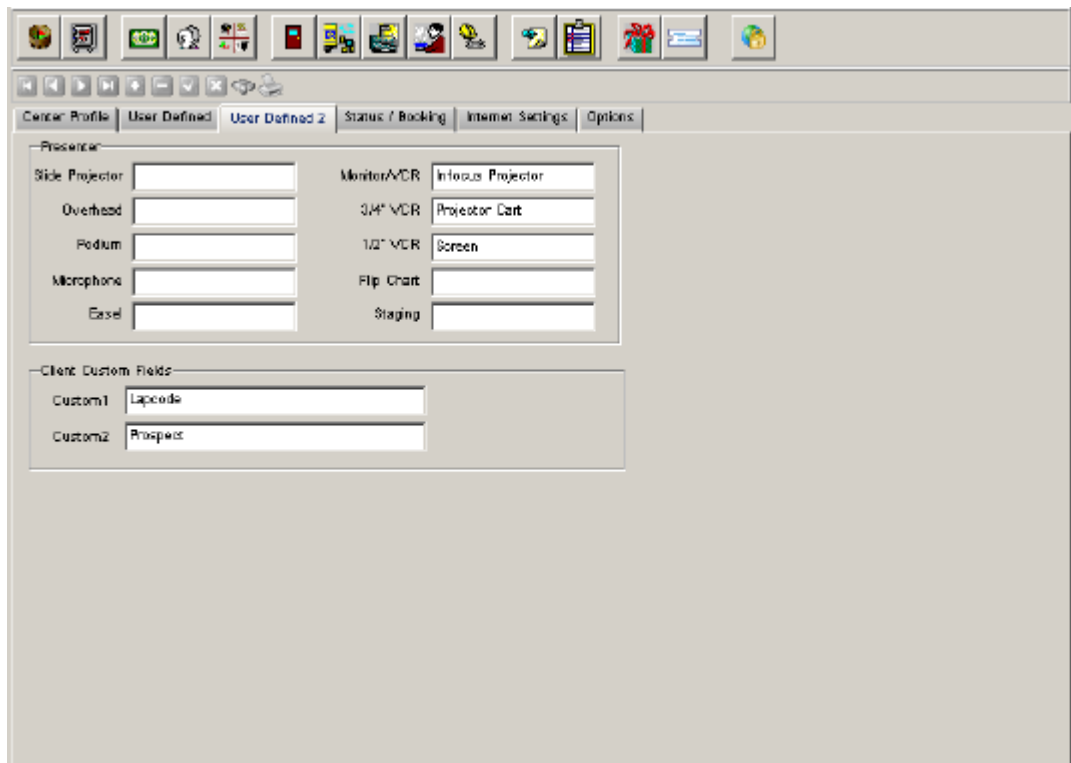 Center Profile User Defined User Defined 2 Status / Booking Internet Settings Options
Presenter
Slide Projector Monitor/VCR Infocus Projector
Overhead 3/4" VCR Projector Cart
Podium 1/2" VCR Screen
Microphone Flip Chart
Easel Staging
Client Custom Fields
Custom1 Lapcode
Custom2 Prospect